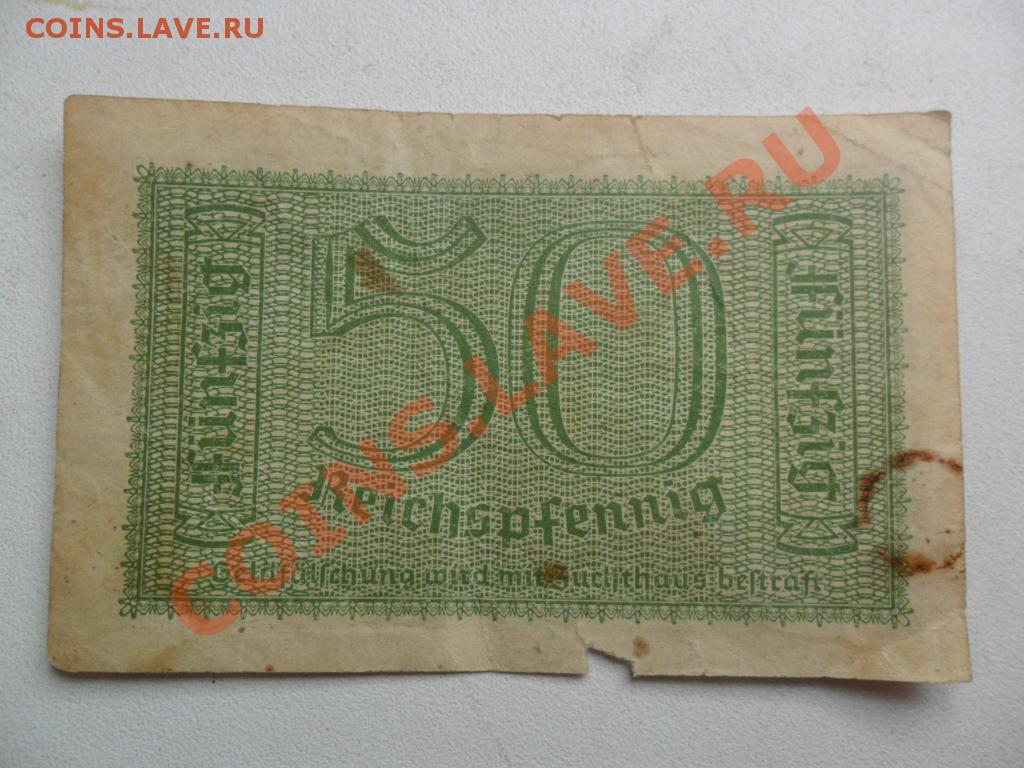 COINS.LAVE.RU
50
Fünfzig
Fünfzig
Reichspfennig
Geldfälschung wird mit Zuchthaus bestraft
COINS.LAVE.RU